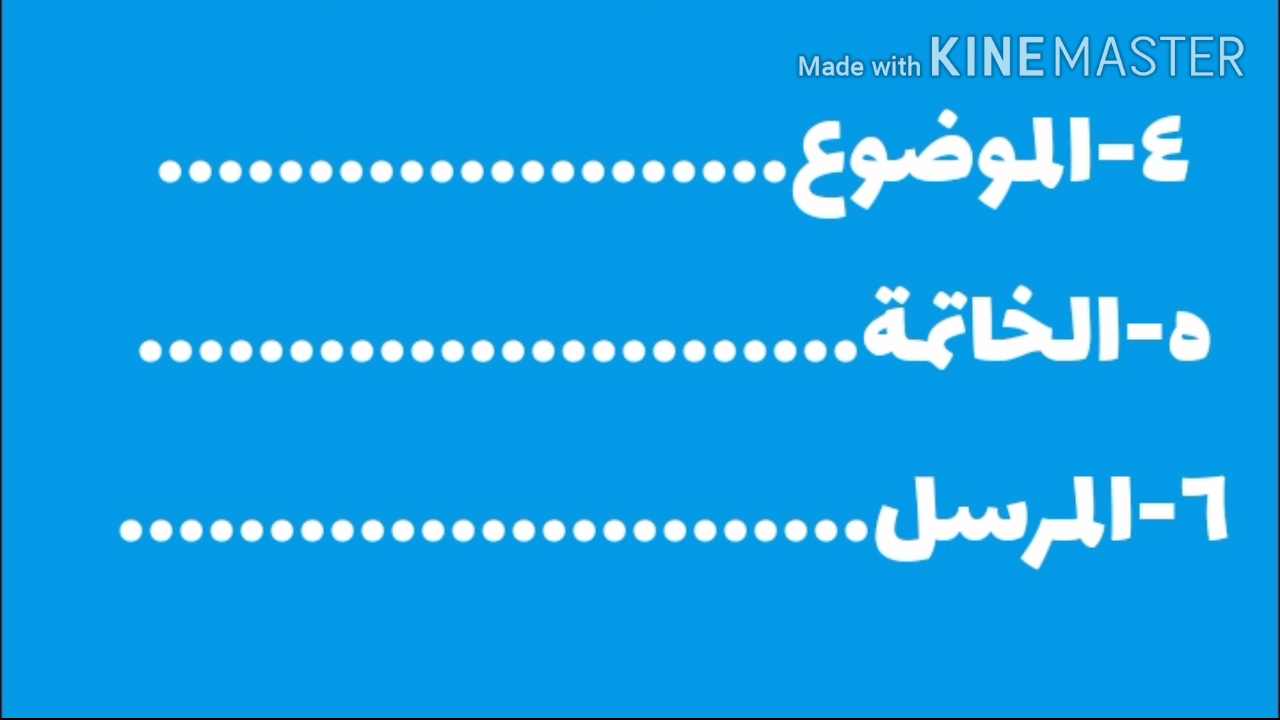 Made with KINEMASTER
٤-الموضوع.....................
٥-الخاتمة........................
٦-المرسل.........................